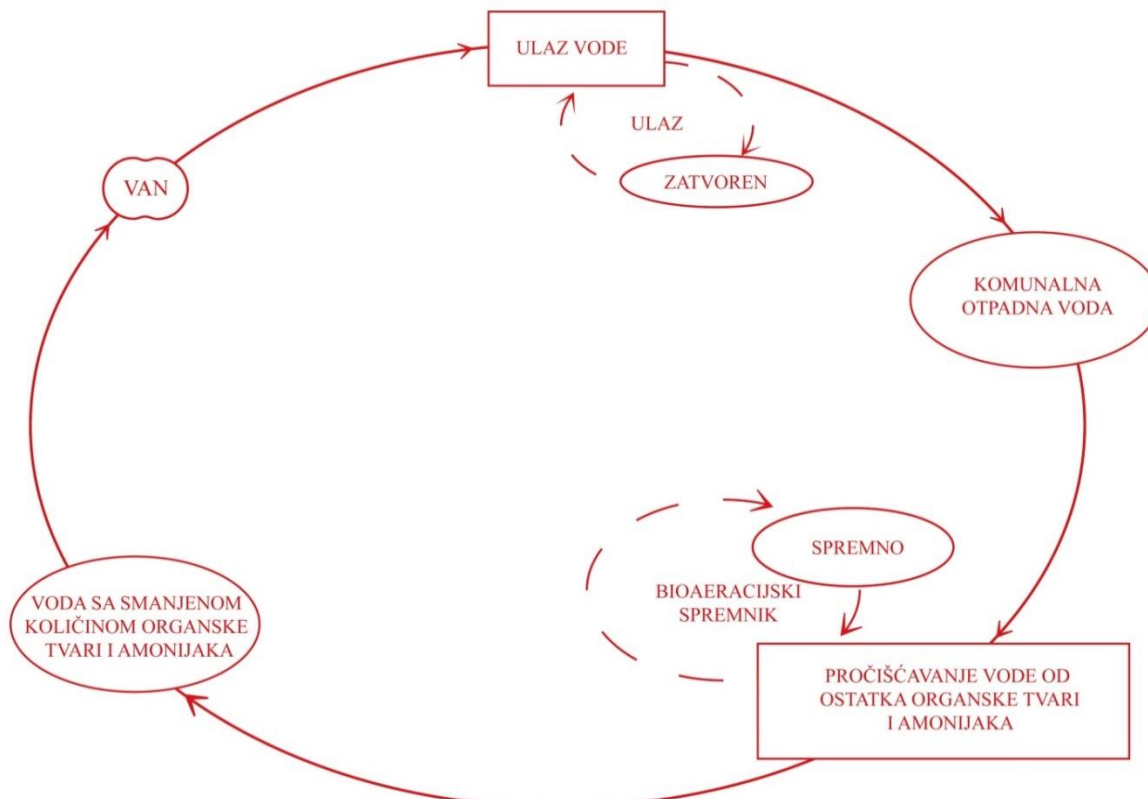 ULAZ VODE
ULAZ
ZATVOREN
VAN
KOMUNALNA
OTPADNA VODA
SPREMNO
BIOAERACIJSKI
SPREMNIK
VODA SA SMANJENOM
KOLIČINOM ORGANSKE
TVARI I AMONIJAKA
PROČIŠĆAVANJE VODE OD
OSTATKA ORGANSKE TVARI
I AMONIJAKA